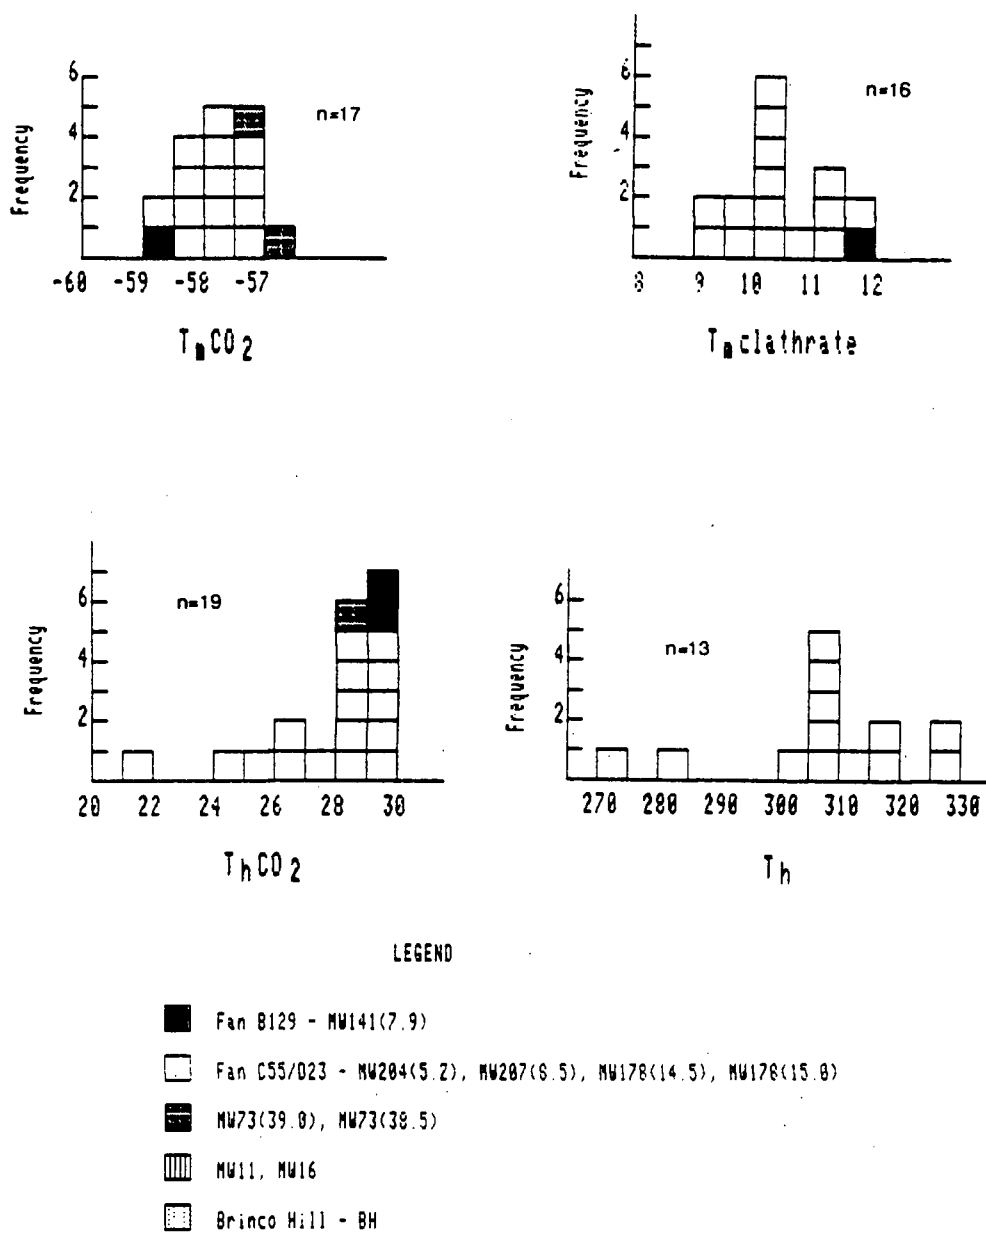 6
4
2
Frequency
n=17
-60 -59 -58 -57
TmCO2
6
4
2
Frequency
n=16
8 9 10 11 12
Tmclathrate
6
4
2
Frequency
n=19
20 22 24 26 28 30
ThCO2
6
4
2
Frequency
n=13
270 280 290 300 310 320 330
Th
LEGEND
Fan B129 - MW141(7.9)
Fan C55/D23 - MW204(5.2), MW207(8.5), MW178(14.5), MW178(15.0)
MW73(39.0), MW73(38.5)
MW11, MW16
Brinco Hill - BH